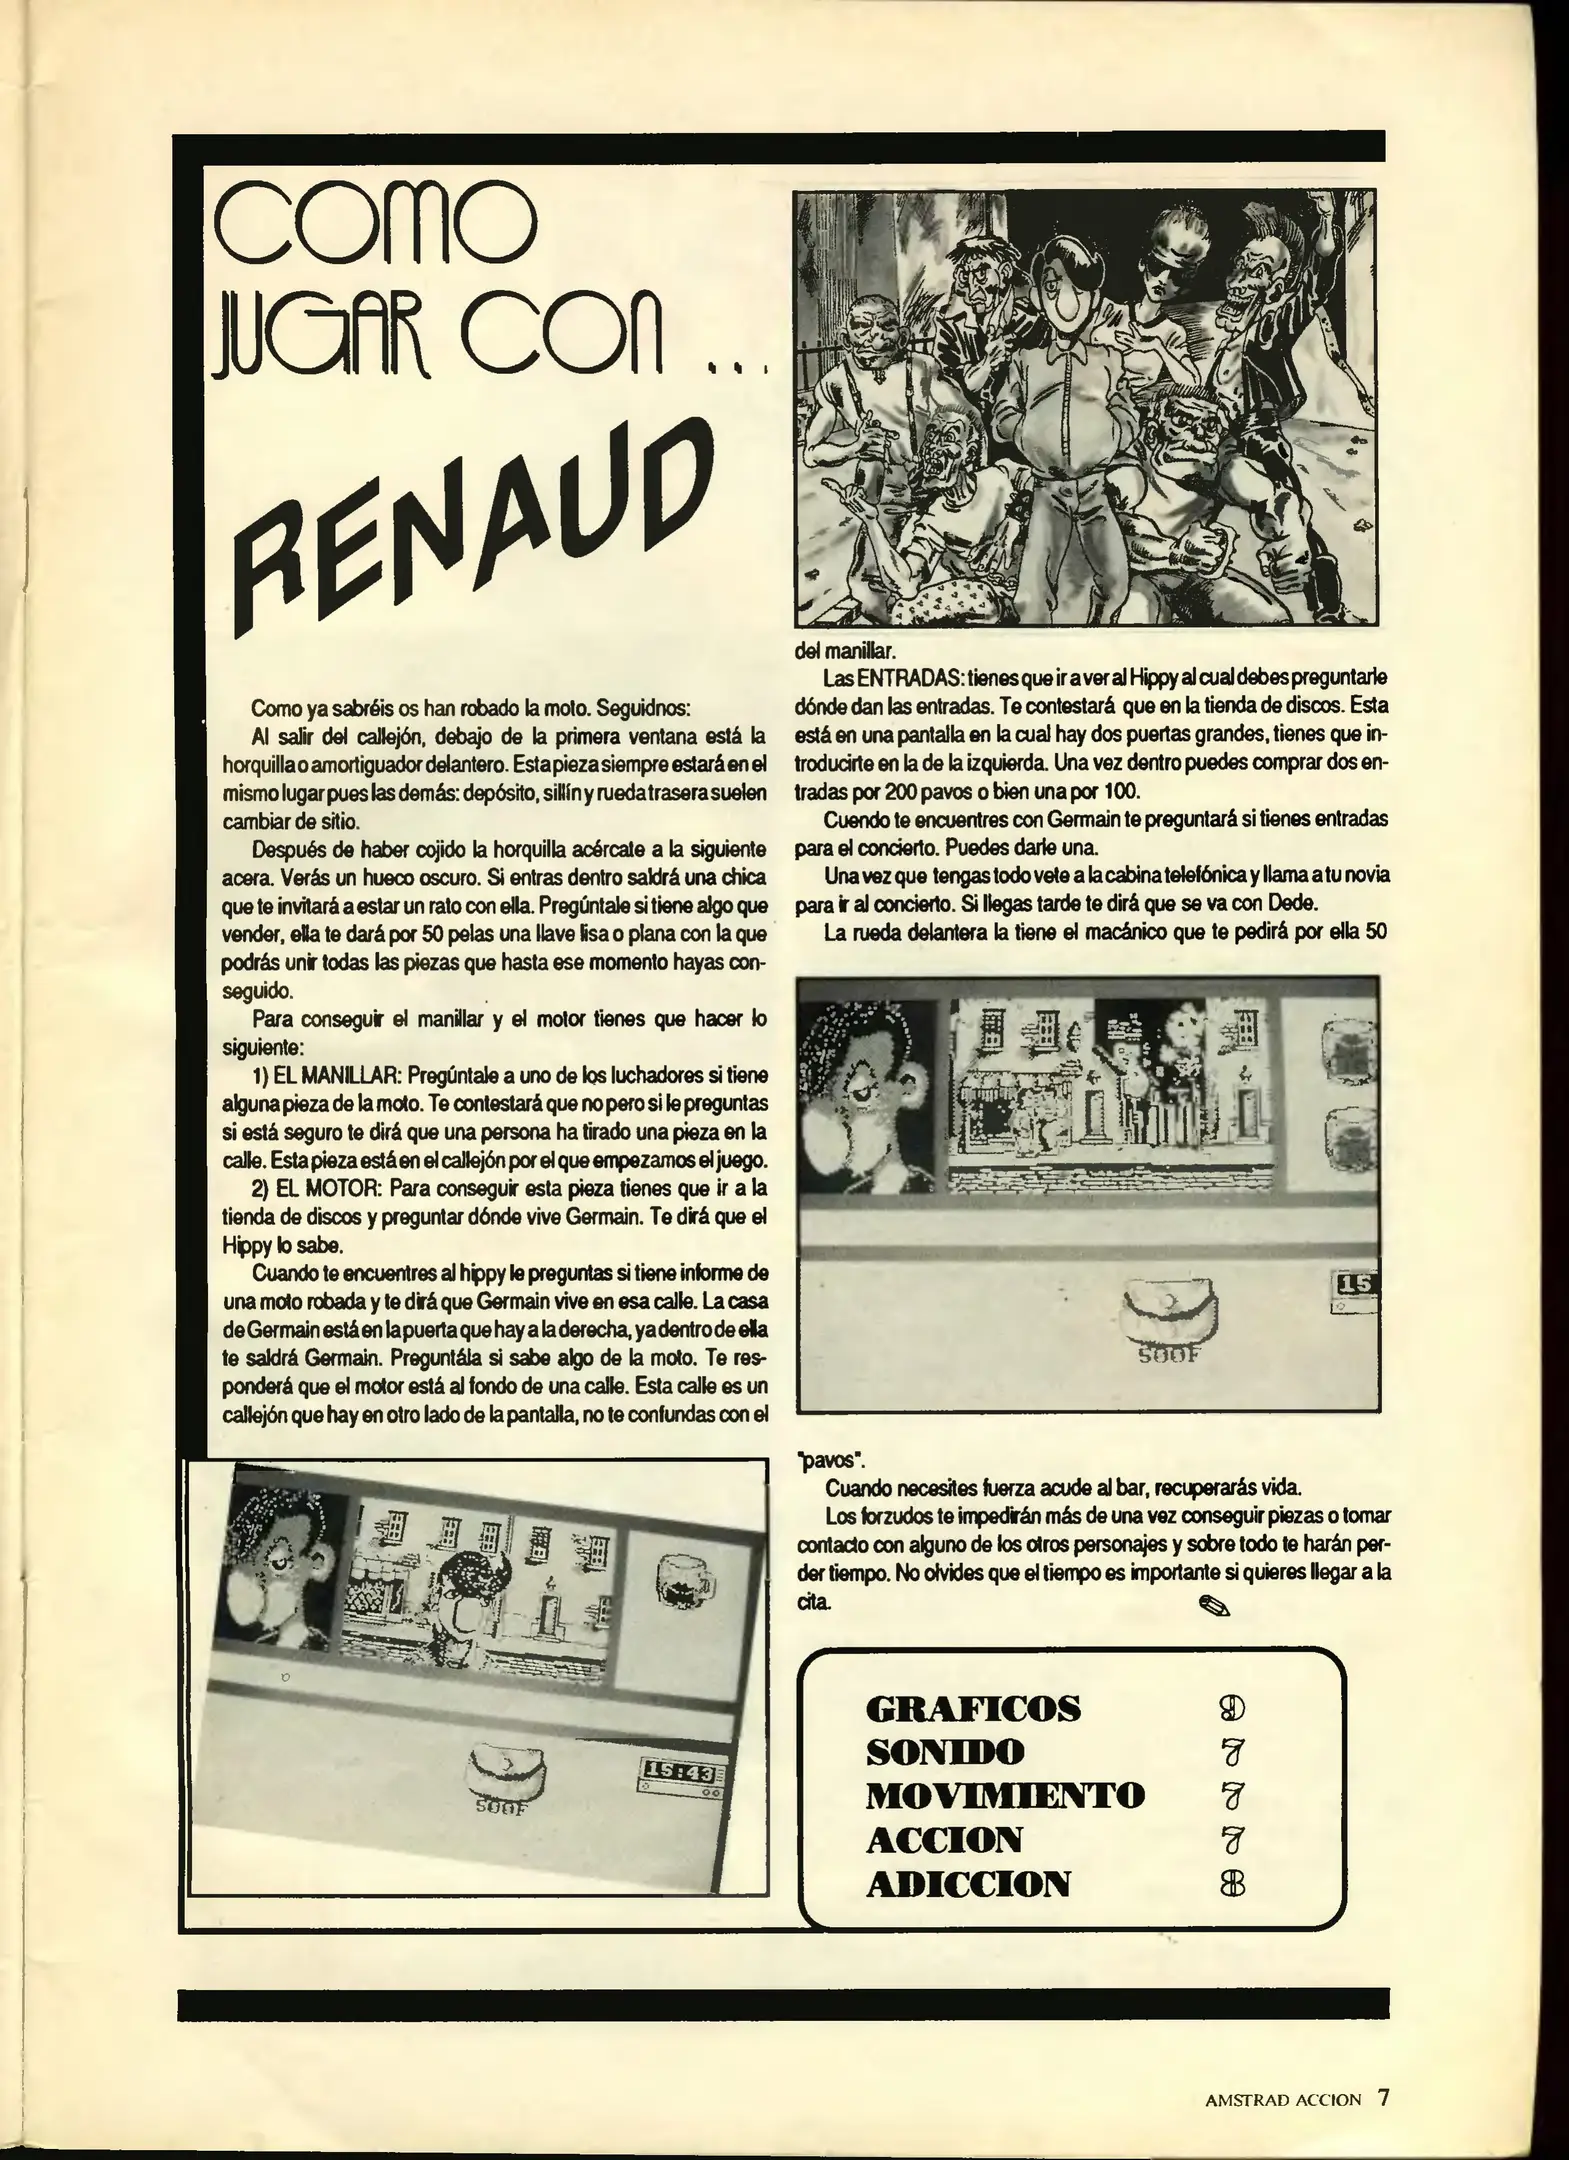 COMO
JUGAR CON ...
RENAUD
Como ya sabréis os han robado la moto. Seguidnos:
Al salir del callejón, debajo de la primera ventana está la
horquilla o amortiguador delantero. Esta pieza siempre estará en el
mismo lugar pues las demás: depósito, sillín y rueda trasera suelen
cambiar de sitio.
Después de haber cojido la horquilla acércate a la siguiente
acera. Verás un hueco oscuro. Si entras dentro saldrá una chica
que te invitará a estar un rato con ella. Pregúntale si tiene algo que
vender, ella te dará por 50 pelas una llave lisa o plana con la que
podrás unir todas las piezas que hasta ese momento hayas con-
seguido.
Para conseguir el manillar y el motor tienes que hacer lo
siguiente:
1) EL MANILLAR: Pregúntale a uno de los luchadores si tiene
alguna pieza de la moto. Te contestará que no pero si le preguntas
si está seguro te dirá que una persona ha tirado una pieza en la
calle. Esta pieza está en el callejón por el que empezamos el juego.
2) EL MOTOR: Para conseguir esta pieza tienes que ir a la
tienda de discos y preguntar dónde vive Germain. Te dirá que el
Hippy lo sabe.
Cuando te encuentres al hippy le preguntas si tiene informe de
una moto robada y te dirá que Germain vive en esa calle. La casa
de Germain está en la puerta que hay a la derecha, ya dentro de ella
te saldrá Germain. Preguntála si sabe algo de la moto. Te res-
ponderá que el motor está al fondo de una calle. Esta calle es un
callejón que hay en otro lado de la pantalla, no te confundas con el
15:43
500F
del manillar.
Las ENTRADAS: tienes que ir a ver al Hippy al cual debes preguntarle
dónde dan las entradas. Te contestará que en la tienda de discos. Esta
está en una pantalla en la cual hay dos puertas grandes, tienes que in-
troducirte en la de la izquierda. Una vez dentro puedes comprar dos en-
tradas por 200 pavos o bien una por 100.
Cuendo te encuentres con Germain te preguntará si tienes entradas
para el concierto. Puedes darle una.
Una vez que tengas todo vete a la cabina telefónica y llama a tu novia
para ir al concierto. Si llegas tarde te dirá que se va con Dede.
La rueda delantera la tiene el macánico que te pedirá por ella 50
15
500F
"pavos".
Cuando necesites fuerza acude al bar, recuperarás vida.
Los forzudos te impedirán más de una vez conseguir piezas o tomar
contacto con alguno de los otros personajes y sobre todo te harán per-
der tiempo. No olvides que el tiempo es importante si quieres llegar a la
cita.
GRAFICOS 9
SONIDO 7
MOVIMIENTO 7
ACCION 7
ADICCION 8
AMSTRAD ACCION 7